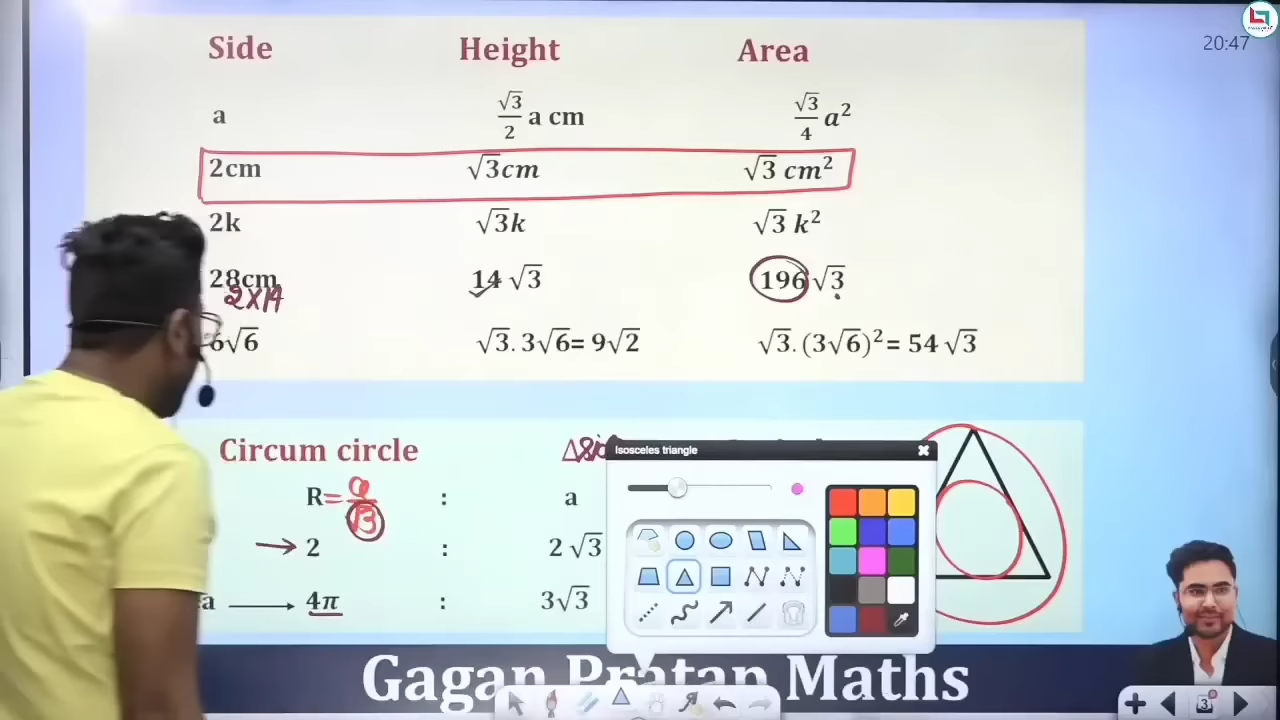 20:47
Side Height Area
a √3/2 a cm √3/4 a²
2cm √3cm √3 cm²
2k √3k √3 k²
28cm 14√3 196√3
2×14
6√6 √3.3√6= 9√2 √3.(3√6)²= 54√3
Isosceles triangle
Circum circle Δ
R = a/√3 : a
→ 2 : 2√3
a → 4π : 3√3
Gagan Pratap Maths
3